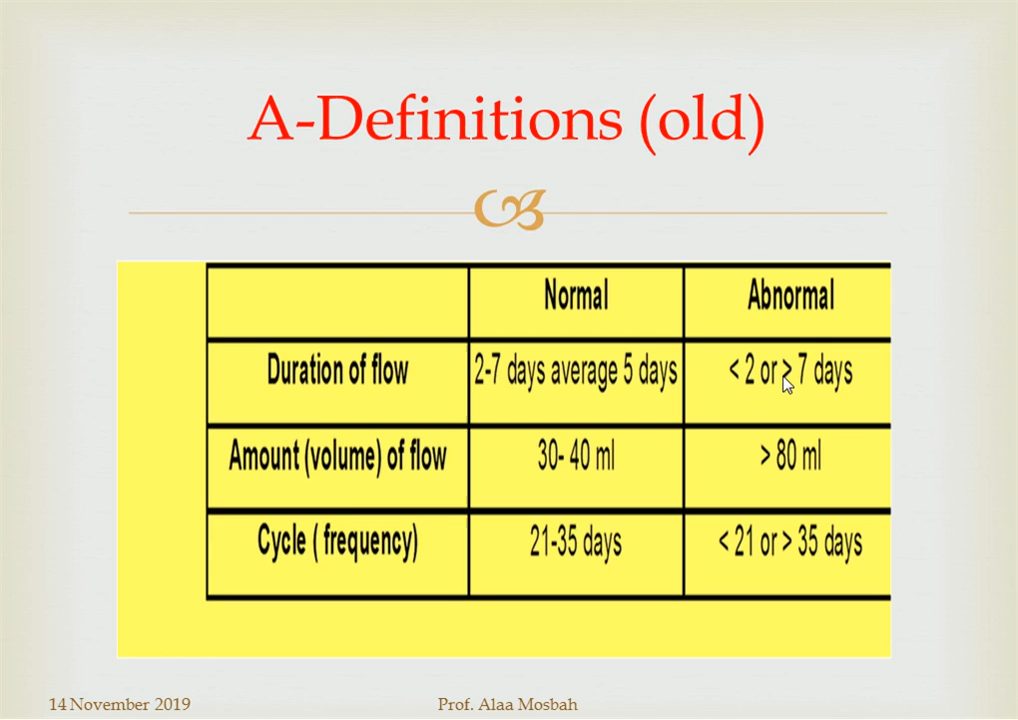 A-Definitions (old)
Normal Abnormal
Duration of flow 2-7 days average 5 days < 2 or > 7 days
Amount (volume) of flow 30- 40 ml > 80 ml
Cycle ( frequency) 21-35 days < 21 or > 35 days
14 November 2019 Prof. Alaa Mosbah